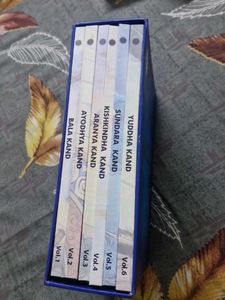 BALA KAND
Vol.1
AYODHYA KAND
Vol.2
ARANYA KAND
Vol.3
KISHKINDHA KAND
Vol.4
SUNDARA KAND
Vol.5
YUDDHA KAND
Vol.6